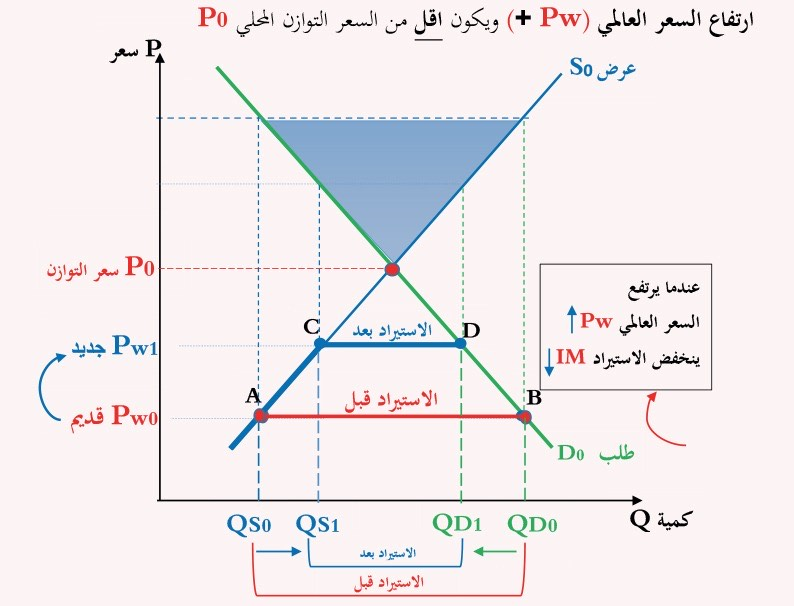 ارتفاع السعر العالمي (Pw +) ويكون اقل من السعر التوازن المحلي P0
سعر P
عرض S0
سعر التوازن P0
عندما يرتفع
السعر العالمي Pw
ينخفض الاستيراد IM
C
الاستيراد بعد
D
جديد Pw1
A
الاستيراد قبل
B
قديم Pw0
طلب D0
QS0
QS1
QD1
QD0
كمية Q
الاستيراد بعد
الاستيراد قبل